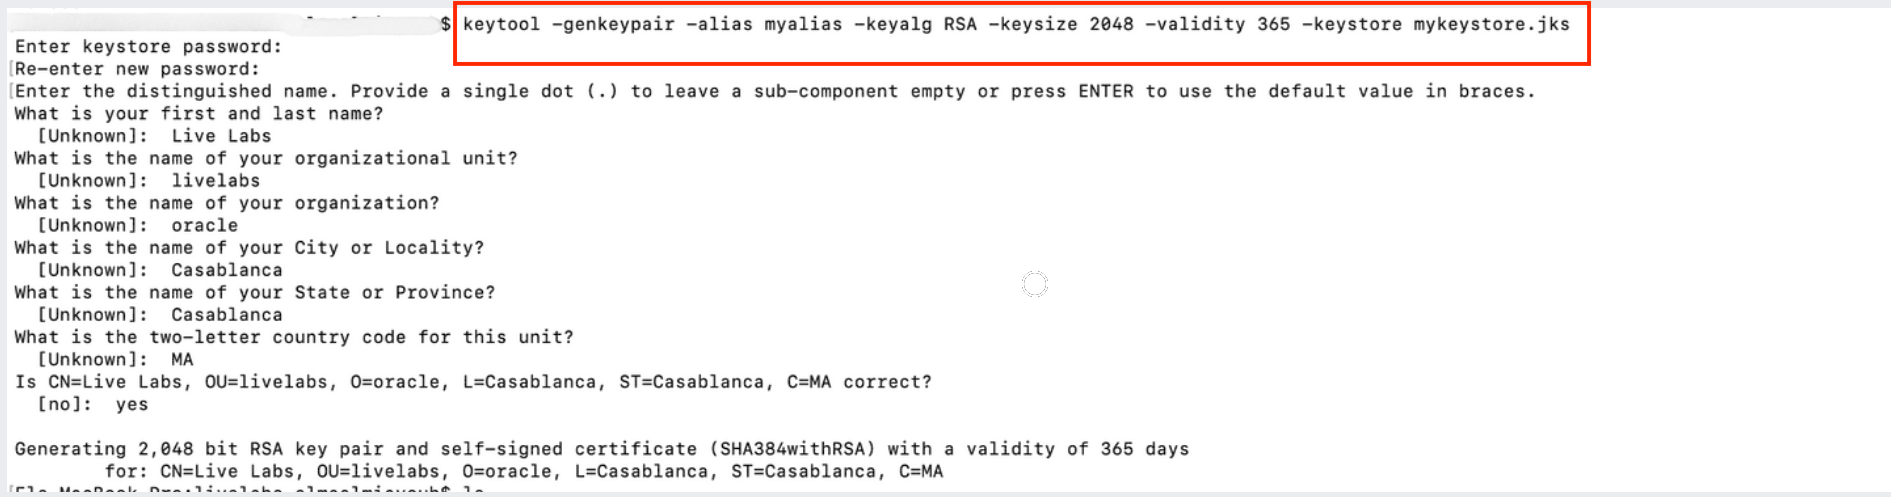 $ keytool -genkeypair -alias myalias -keyalg RSA -keysize 2048 -validity 365 -keystore mykeystore.jks
Enter keystore password:
Re-enter new password:
Enter the distinguished name. Provide a single dot (.) to leave a sub-component empty or press ENTER to use the default value in braces.
What is your first and last name?
[Unknown]: Live Labs
What is the name of your organizational unit?
[Unknown]: livelabs
What is the name of your organization?
[Unknown]: oracle
What is the name of your City or Locality?
[Unknown]: Casablanca
What is the name of your State or Province?
[Unknown]: Casablanca
What is the two-letter country code for this unit?
[Unknown]: MA
Is CN=Live Labs, OU=livelabs, O=oracle, L=Casablanca, ST=Casablanca, C=MA correct?
[no]: yes
Generating 2,048 bit RSA key pair and self-signed certificate (SHA384withRSA) with a validity of 365 days
for: CN=Live Labs, OU=livelabs, O=oracle, L=Casablanca, ST=Casablanca, C=MA